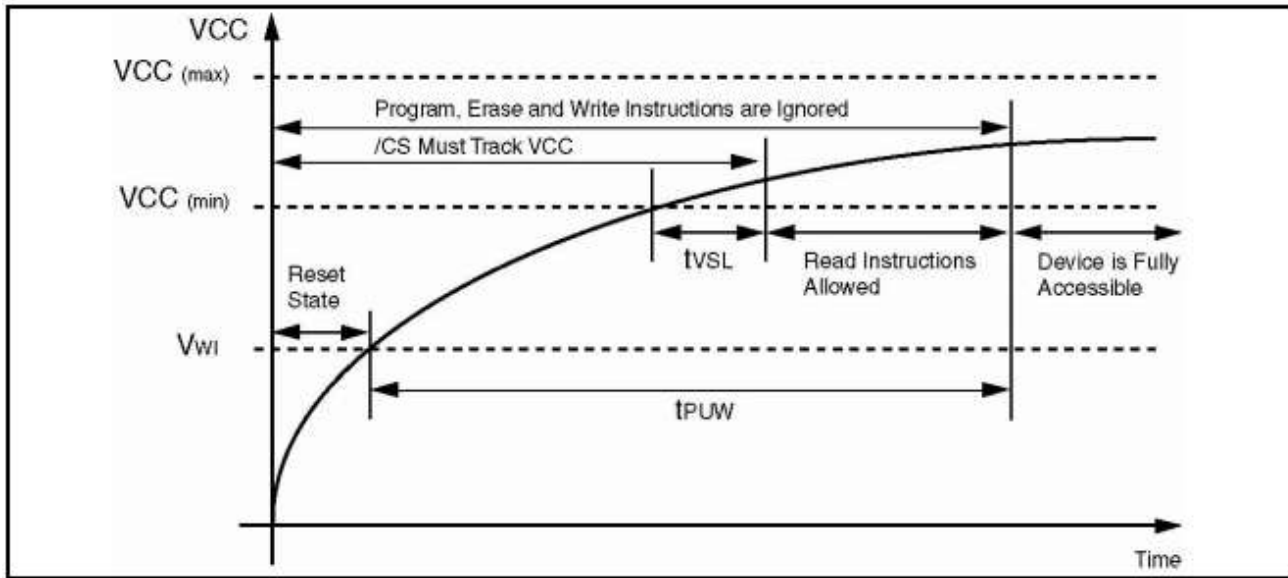 VCC
VCC (max)
Program, Erase and Write Instructions are Ignored
/CS Must Track VCC
VCC (min)
tVSL
Read Instructions
Allowed
Device is Fully
Accessible
Reset
State
VWI
tPUW
Time